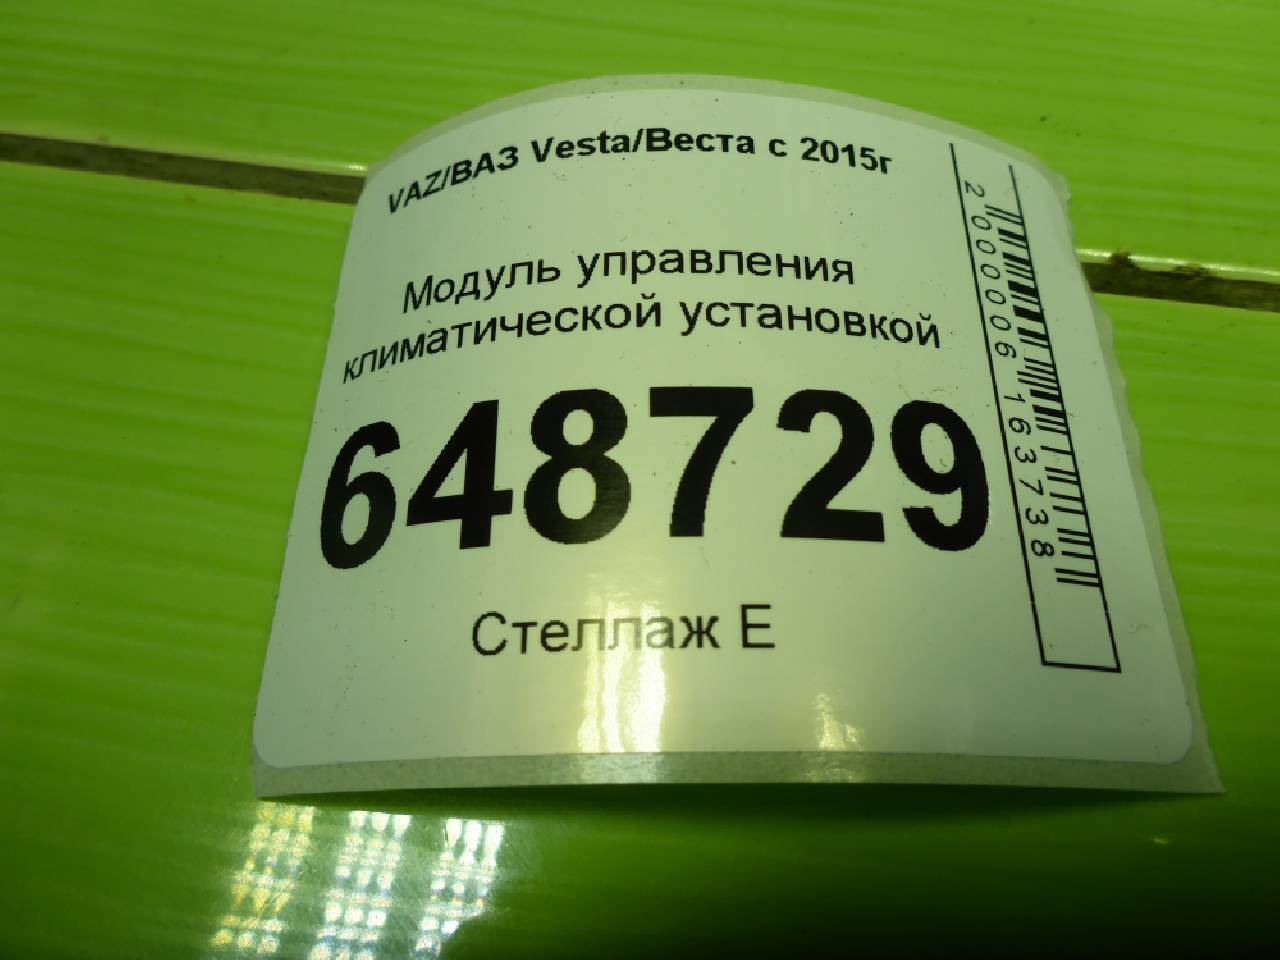 VAZ/ВАЗ Vesta/Веста с 2015г
Модуль управления
климатической установкой
648729
Стеллаж Е
2000006163738